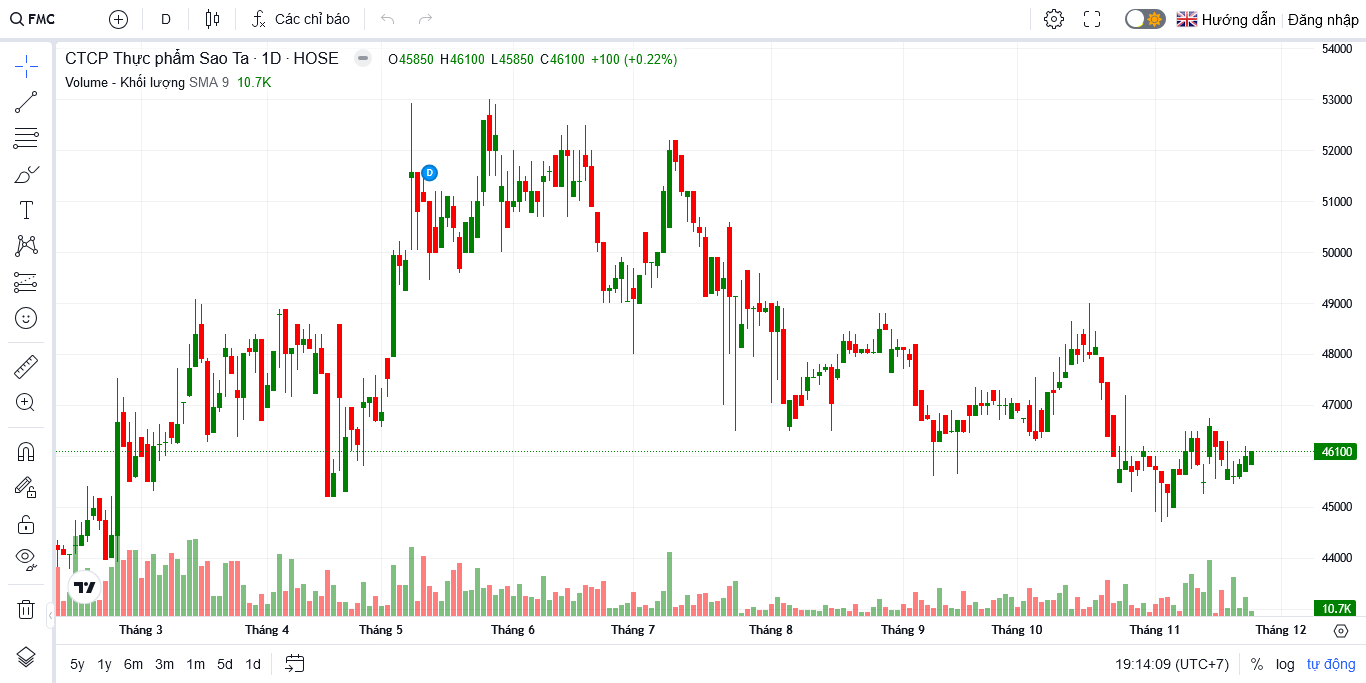 FMC D Các chỉ báo Hướng dẫn Đăng nhập
CTCP Thực phẩm Sao Ta · 1D · HOSE O45850 H46100 L45850 C46100 +100 (+0.22%)
Volume - Khối lượng SMA 9 10.7K
54000
53000
52000
D
51000
50000
49000
48000
47000
46100
45000
44000
10.7K
Tháng 3 Tháng 4 Tháng 5 Tháng 6 Tháng 7 Tháng 8 Tháng 9 Tháng 10 Tháng 11 Tháng 12
5y 1y 6m 3m 1m 5d 1d 19:14:09 (UTC+7) % log tự động